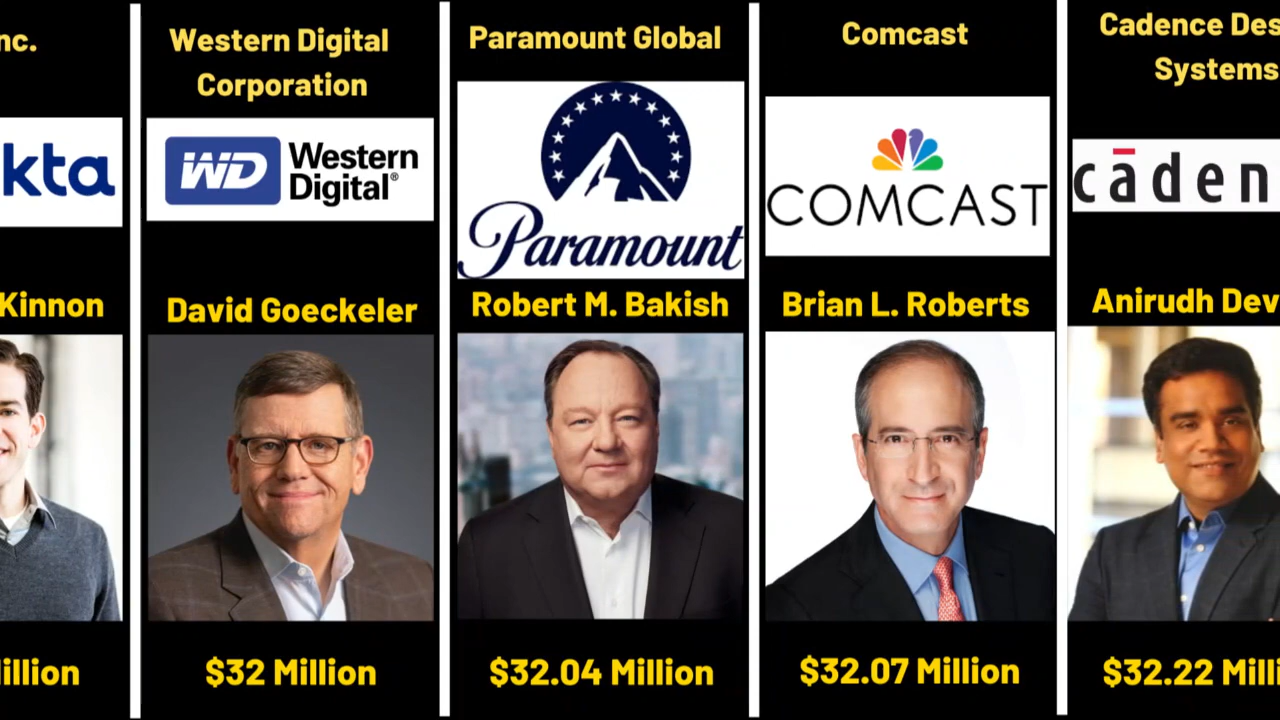 nc.
kta
Kinnon
illion
Western Digital
Corporation
WD Western
Digital®
David Goeckeler
$32 Million
Paramount Global
Paramount
Robert M. Bakish
$32.04 Million
Comcast
COMCAST
Brian L. Roberts
$32.07 Million
Cadence Des
Systems
cāden
Anirudh Dev
$32.22 Milli